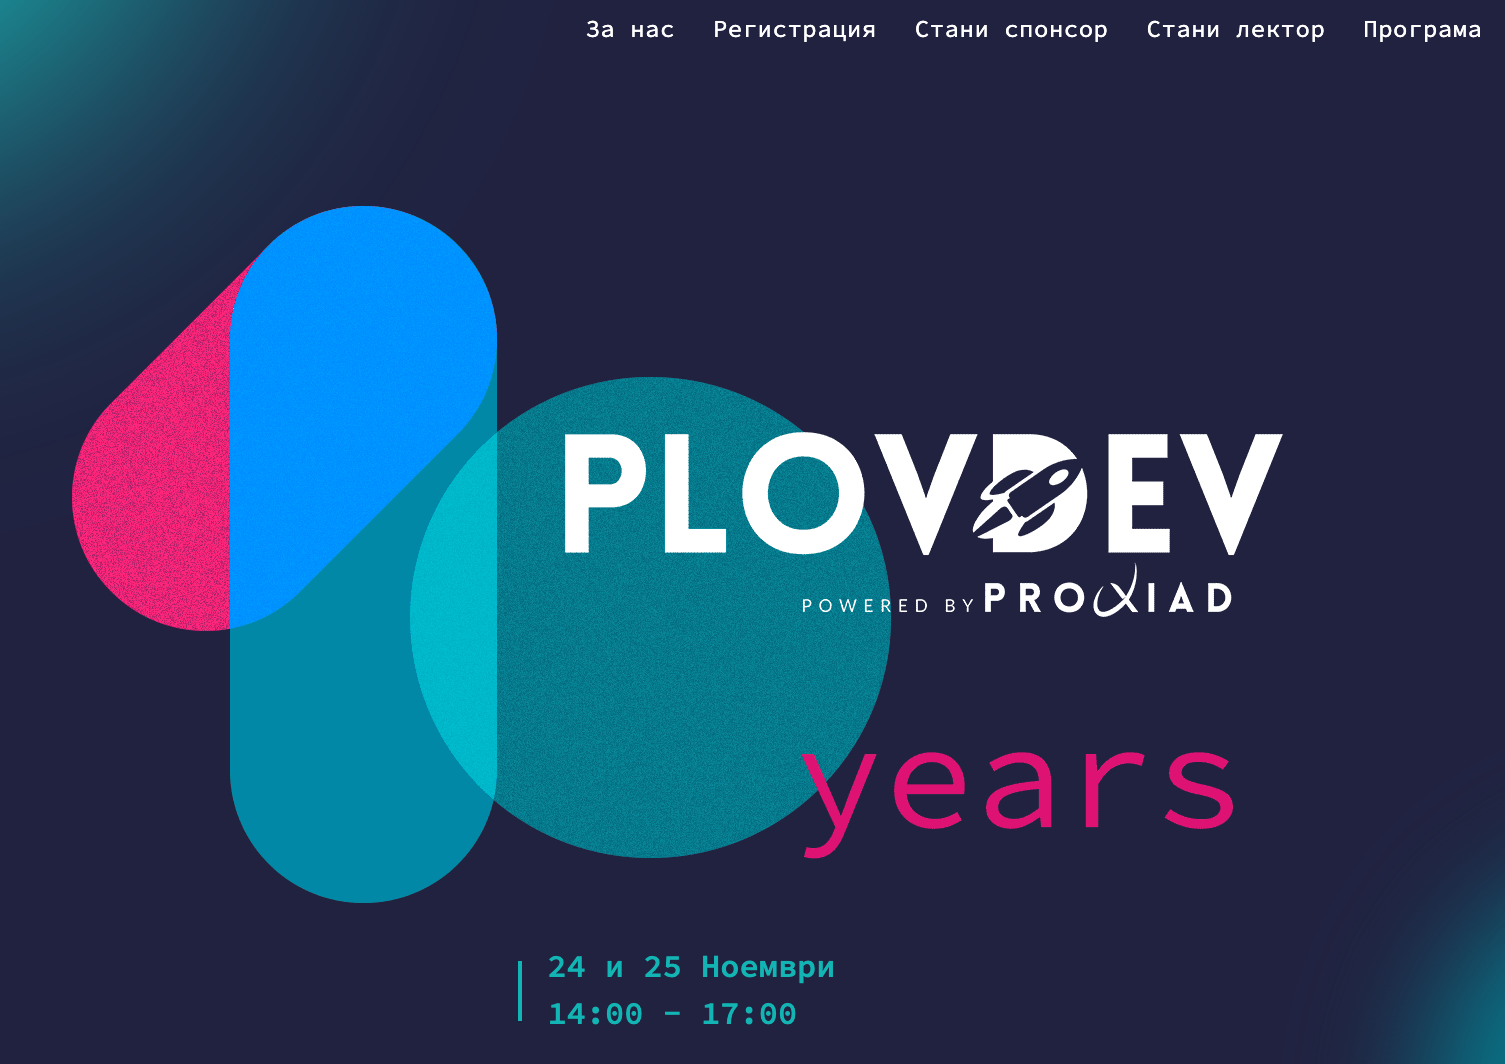 За нас Регистрация Стани спонсор Стани лектор Програма
PLOVDEV
POWERED BY PROXIAD
years
24 и 25 Ноември
14:00 - 17:00